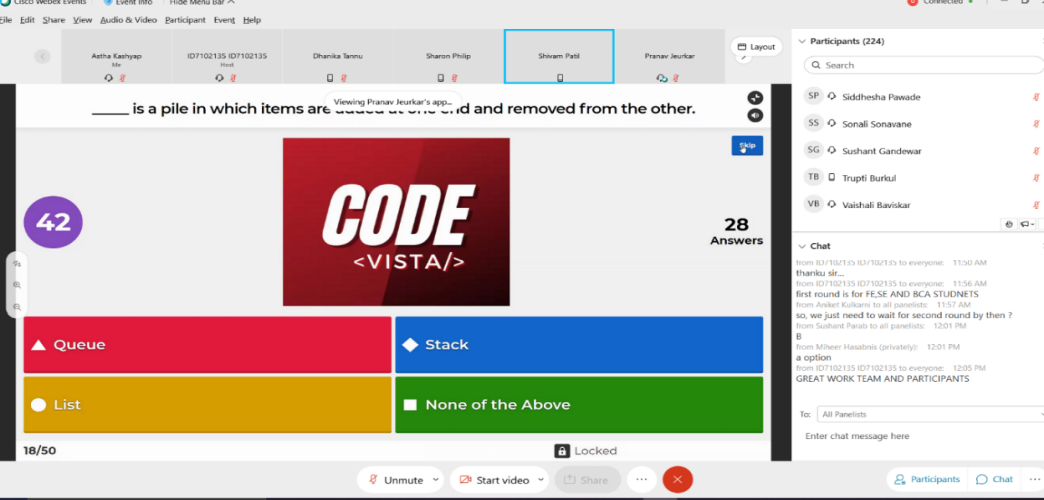 Cisco Webex Events Event Info Hide Menu Bar Connected
File Edit Share View Audio & Video Participant Event Help
Astha Kashyap
Me
ID7102135 ID7102135
Host
Dhanika Tannu
Sharon Philip
Shivam Patil
Pranav Jeurkar
Layout
Viewing Pranav Jeurkar's app...
____ is a pile in which items are added at one end and removed from the other.
Skip
42
CODE
<VISTA/>
28
Answers
Queue
Stack
List
None of the Above
18/50
Locked
Participants (224)
Search
SP Siddhesha Pawade
SS Sonali Sonavane
SG Sushant Gandewar
TB Trupti Burkul
VB Vaishali Baviskar
Chat
from ID7102135 ID7102135 to everyone: 11:50 AM
thanku sir...
from ID7102135 ID7102135 to everyone: 11:56 AM
first round is for FE,SE AND BCA STUDNETS
from Aniket Kulkarni to all panelists: 11:57 AM
so, we just need to wait for second round by then ?
from Sushant Parab to all panelists: 12:01 PM
B
from Miheer Hasabnis (privately): 12:01 PM
a option
from ID7102135 ID7102135 to everyone: 12:05 PM
GREAT WORK TEAM AND PARTICIPANTS
To: All Panelists
Enter chat message here
Unmute Start video Share ... Participants Chat ...